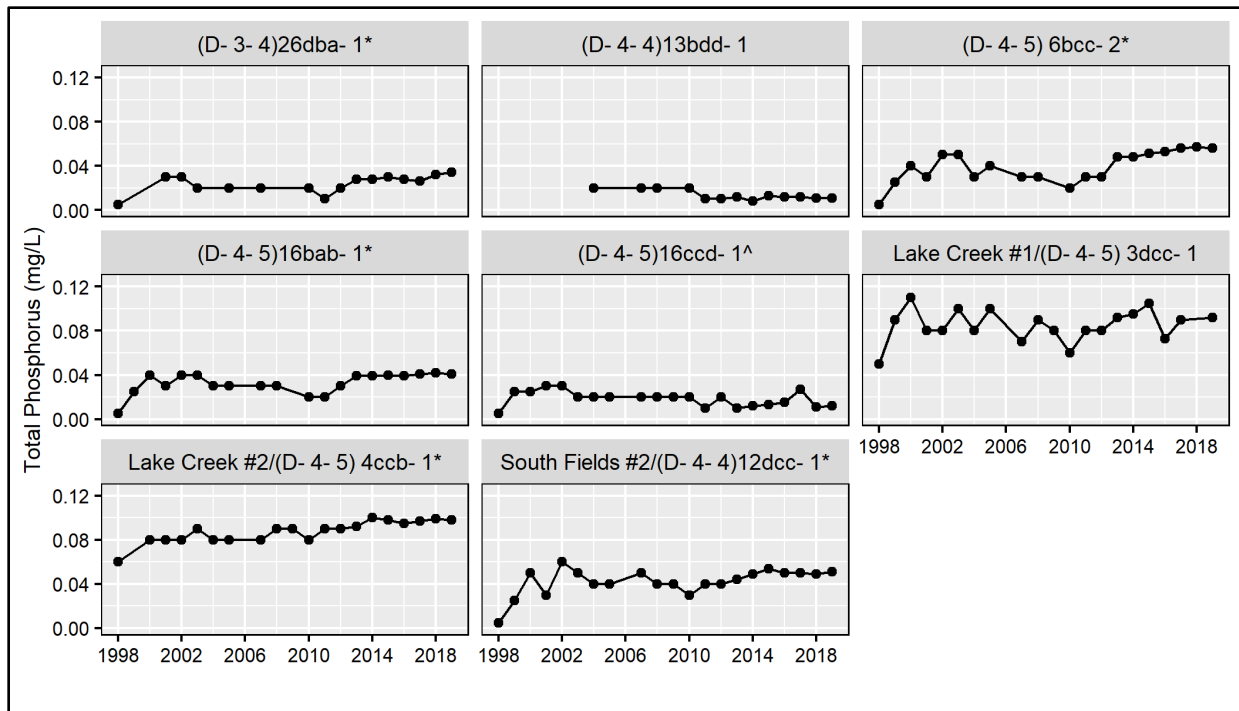 (D- 3- 4)26dba- 1*
(D- 4- 4)13bdd- 1
(D- 4- 5) 6bcc- 2*
0.12
0.08
0.04
0.00
(D- 4- 5)16bab- 1*
(D- 4- 5)16ccd- 1^
Lake Creek #1/(D- 4- 5) 3dcc- 1
Total Phosphorus (mg/L)
0.12
0.08
0.04
0.00
1998 2002 2006 2010 2014 2018
Lake Creek #2/(D- 4- 5) 4ccb- 1*
South Fields #2/(D- 4- 4)12dcc- 1*
0.12
0.08
0.04
0.00
1998 2002 2006 2010 2014 2018
1998 2002 2006 2010 2014 2018